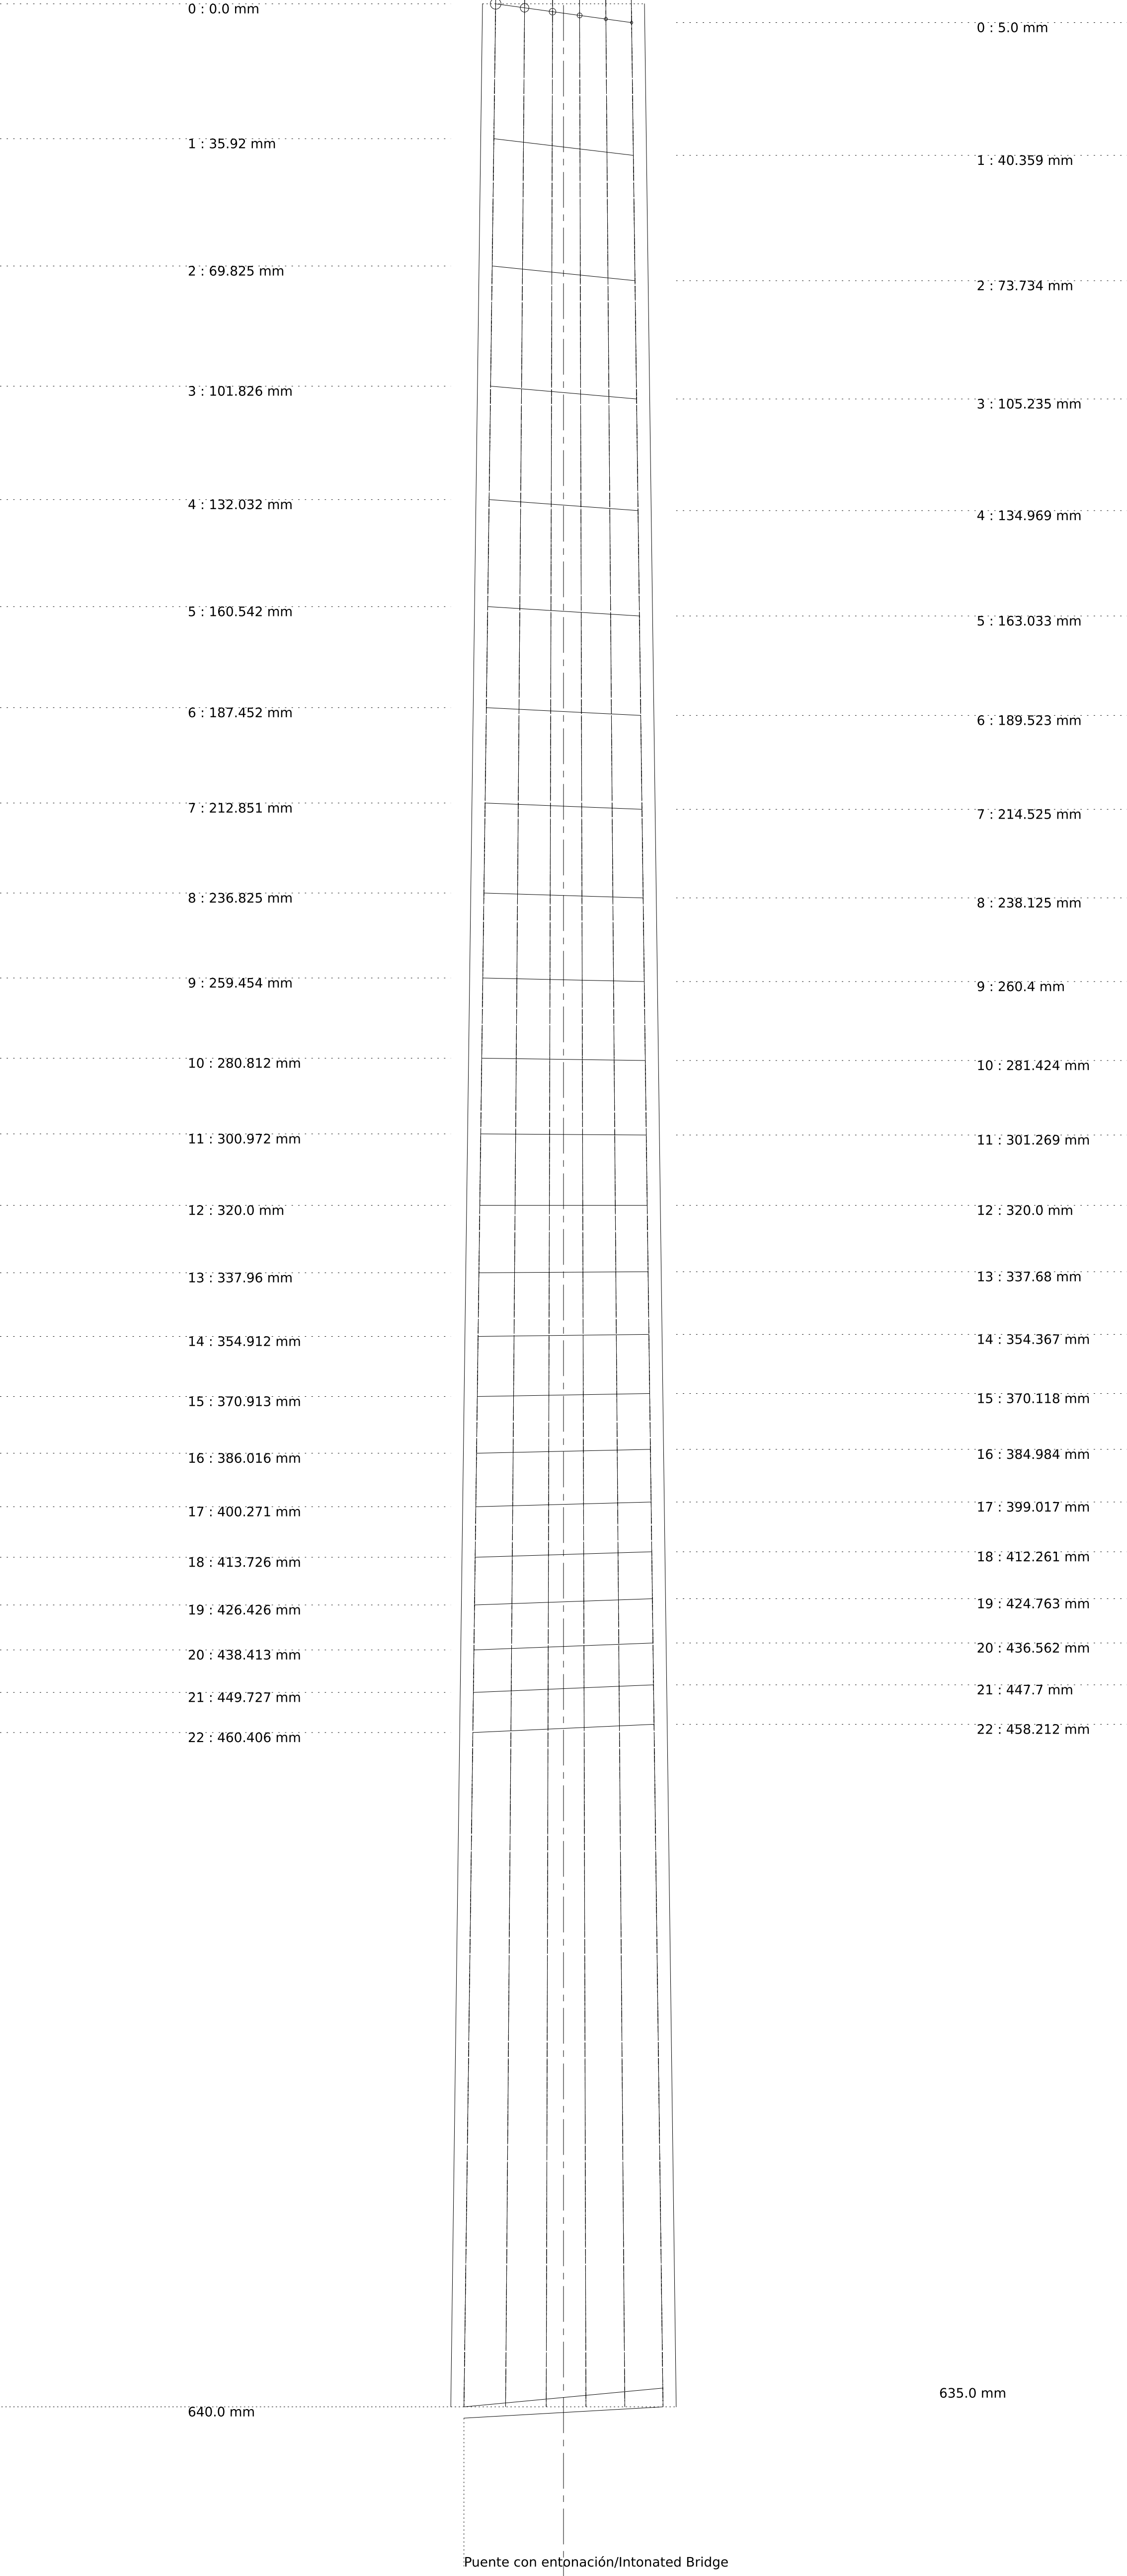 0 : 0.0 mm
0 : 5.0 mm
1 : 35.92 mm
1 : 40.359 mm
2 : 69.825 mm
2 : 73.734 mm
3 : 101.826 mm
3 : 105.235 mm
4 : 132.032 mm
4 : 134.969 mm
5 : 160.542 mm
5 : 163.033 mm
6 : 187.452 mm
6 : 189.523 mm
7 : 212.851 mm
7 : 214.525 mm
8 : 236.825 mm
8 : 238.125 mm
9 : 259.454 mm
9 : 260.4 mm
10 : 280.812 mm
10 : 281.424 mm
11 : 300.972 mm
11 : 301.269 mm
12 : 320.0 mm
12 : 320.0 mm
13 : 337.96 mm
13 : 337.68 mm
14 : 354.912 mm
14 : 354.367 mm
15 : 370.913 mm
15 : 370.118 mm
16 : 386.016 mm
16 : 384.984 mm
17 : 400.271 mm
17 : 399.017 mm
18 : 413.726 mm
18 : 412.261 mm
19 : 426.426 mm
19 : 424.763 mm
20 : 438.413 mm
20 : 436.562 mm
21 : 449.727 mm
21 : 447.7 mm
22 : 460.406 mm
22 : 458.212 mm
635.0 mm
640.0 mm
Puente con entonación/Intonated Bridge